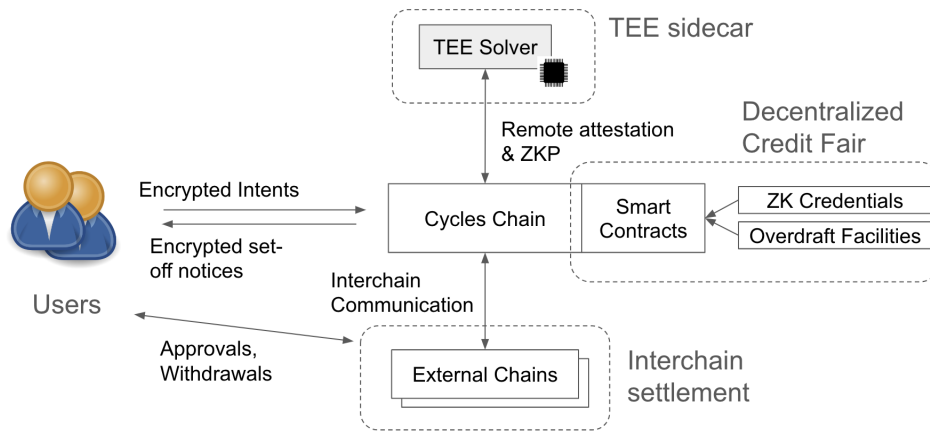 TEE sidecar
TEE Solver
Remote attestation
& ZKP
Decentralized
Credit Fair
Encrypted Intents
Cycles Chain
Smart
Contracts
ZK Credentials
Overdraft Facilities
Encrypted set-
off notices
Users
Interchain
Communication
Approvals,
Withdrawals
External Chains
Interchain
settlement